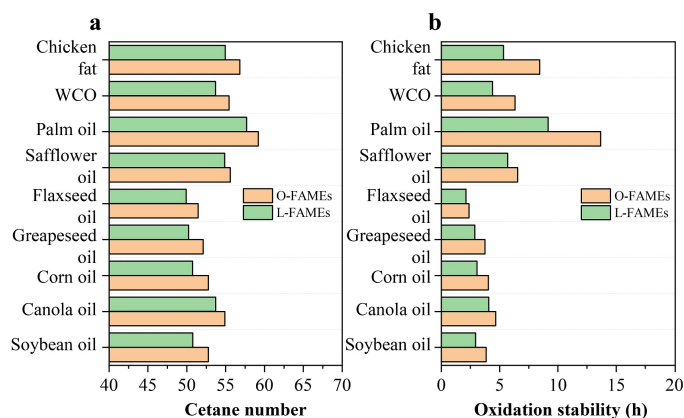 a
Chicken
fat
WCO
Palm oil
Safflower
oil
Flaxseed
oil
Greapeseed
oil
Corn oil
Canola oil
Soybean oil
O-FAMEs
L-FAMEs
40 45 50 55 60 65 70
Cetane number
b
Chicken
fat
WCO
Palm oil
Safflower
oil
Flaxseed
oil
Greapeseed
oil
Corn oil
Canola oil
Soybean oil
O-FAMEs
L-FAMEs
0 5 10 15 20
Oxidation stability (h)